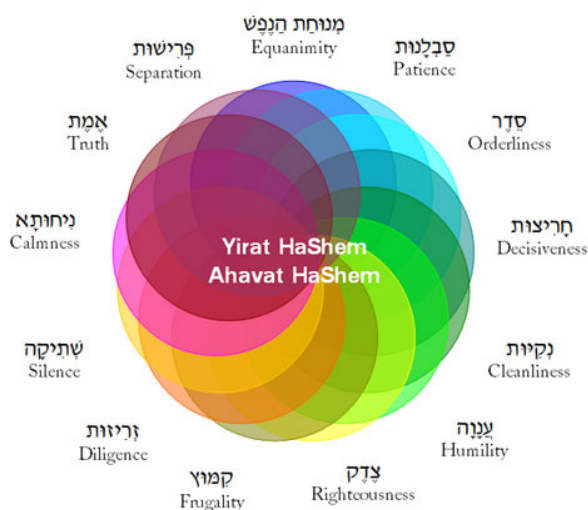 מְנוּחַת הַנֶּפֶשׁ
Equanimity
סַבְלָנוּת
Patience
סֵדֶר
Orderliness
חָרִיצוּת
Decisiveness
נְקִיּוּת
Cleanliness
עֲנָוָה
Humility
צֶדֶק
Righteousness
קִמּוּץ
Frugality
זְרִיזוּת
Diligence
שְׁתִיקָה
Silence
נִיחוּתָא
Calmness
אֱמֶת
Truth
פְּרִישׁוּת
Separation
Yirat HaShem
Ahavat HaShem